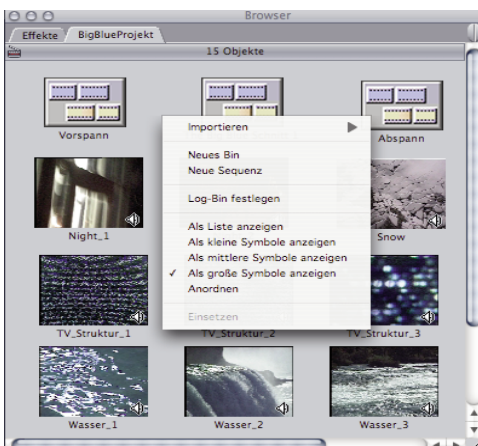 Browser
Effekte
BigBlueProjekt
15 Objekte
Vorspann
Abspann
Importieren
Neues Bin
Neue Sequenz
Log-Bin festlegen
Als Liste anzeigen
Als kleine Symbole anzeigen
Als mittlere Symbole anzeigen
✓ Als große Symbole anzeigen
Anordnen
Einsetzen
Night_1
Snow
TV_Struktur_1
TV_Struktur_2
TV_Struktur_3
Wasser_1
Wasser_2
Wasser_3